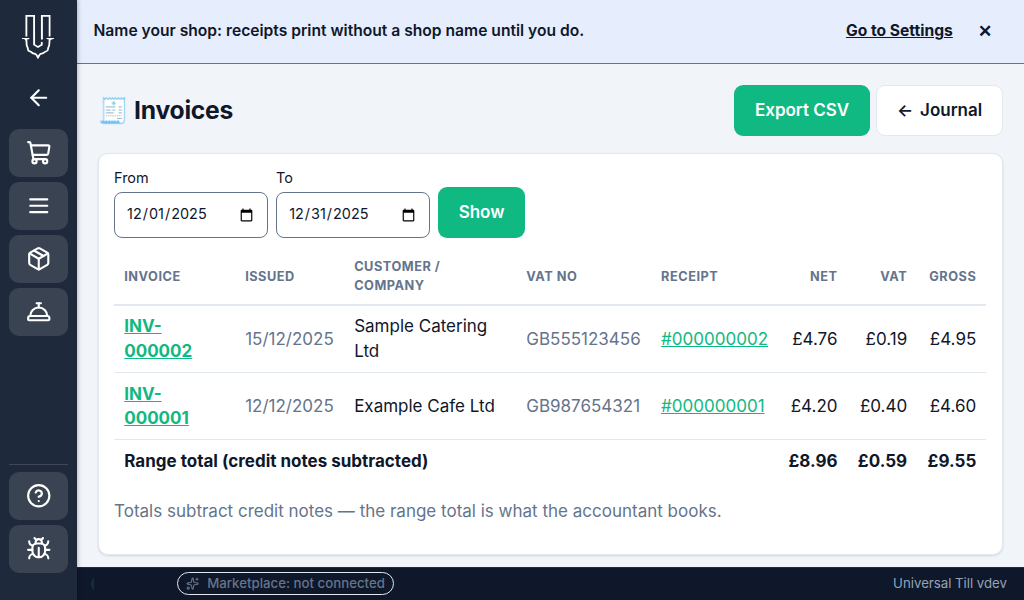 Name your shop: receipts print without a shop name until you do.
Go to Settings
Invoices
Export CSV
← Journal
From
To
12/01/2025
12/31/2025
Show
INVOICE
ISSUED
CUSTOMER / COMPANY
VAT NO
RECEIPT
NET
VAT
GROSS
INV-000002
15/12/2025
Sample Catering Ltd
GB555123456
#000000002
£4.76
£0.19
£4.95
INV-000001
12/12/2025
Example Cafe Ltd
GB987654321
#000000001
£4.20
£0.40
£4.60
Range total (credit notes subtracted)
£8.96
£0.59
£9.55
Totals subtract credit notes — the range total is what the accountant books.
Marketplace: not connected
Universal Till vdev